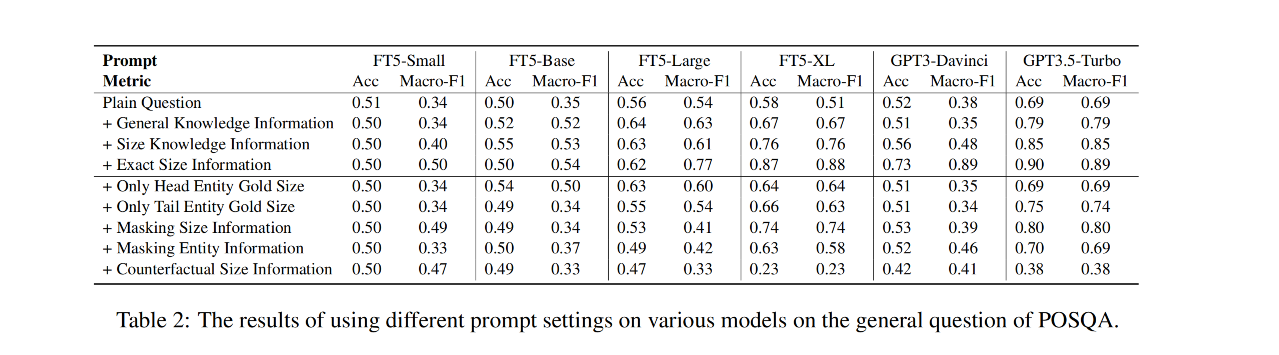 Prompt FT5-Small FT5-Base FT5-Large FT5-XL GPT3-Davinci GPT3.5-Turbo
Metric Acc Macro-F1 Acc Macro-F1 Acc Macro-F1 Acc Macro-F1 Acc Macro-F1 Acc Macro-F1
Plain Question 0.51 0.34 0.50 0.35 0.56 0.54 0.58 0.51 0.52 0.38 0.69 0.69
+ General Knowledge Information 0.50 0.34 0.52 0.52 0.64 0.63 0.67 0.67 0.51 0.35 0.79 0.79
+ Size Knowledge Information 0.50 0.40 0.55 0.53 0.63 0.61 0.76 0.76 0.56 0.48 0.85 0.85
+ Exact Size Information 0.50 0.50 0.50 0.54 0.62 0.77 0.87 0.88 0.73 0.89 0.90 0.89
+ Only Head Entity Gold Size 0.50 0.34 0.54 0.50 0.63 0.60 0.64 0.64 0.51 0.35 0.69 0.69
+ Only Tail Entity Gold Size 0.50 0.34 0.49 0.34 0.55 0.54 0.66 0.63 0.51 0.34 0.75 0.74
+ Masking Size Information 0.50 0.49 0.49 0.34 0.53 0.41 0.74 0.74 0.53 0.39 0.80 0.80
+ Masking Entity Information 0.50 0.33 0.50 0.37 0.49 0.42 0.63 0.58 0.52 0.46 0.70 0.69
+ Counterfactual Size Information 0.50 0.47 0.49 0.33 0.47 0.33 0.23 0.23 0.42 0.41 0.38 0.38
Table 2: The results of using different prompt settings on various models on the general question of POSQA.